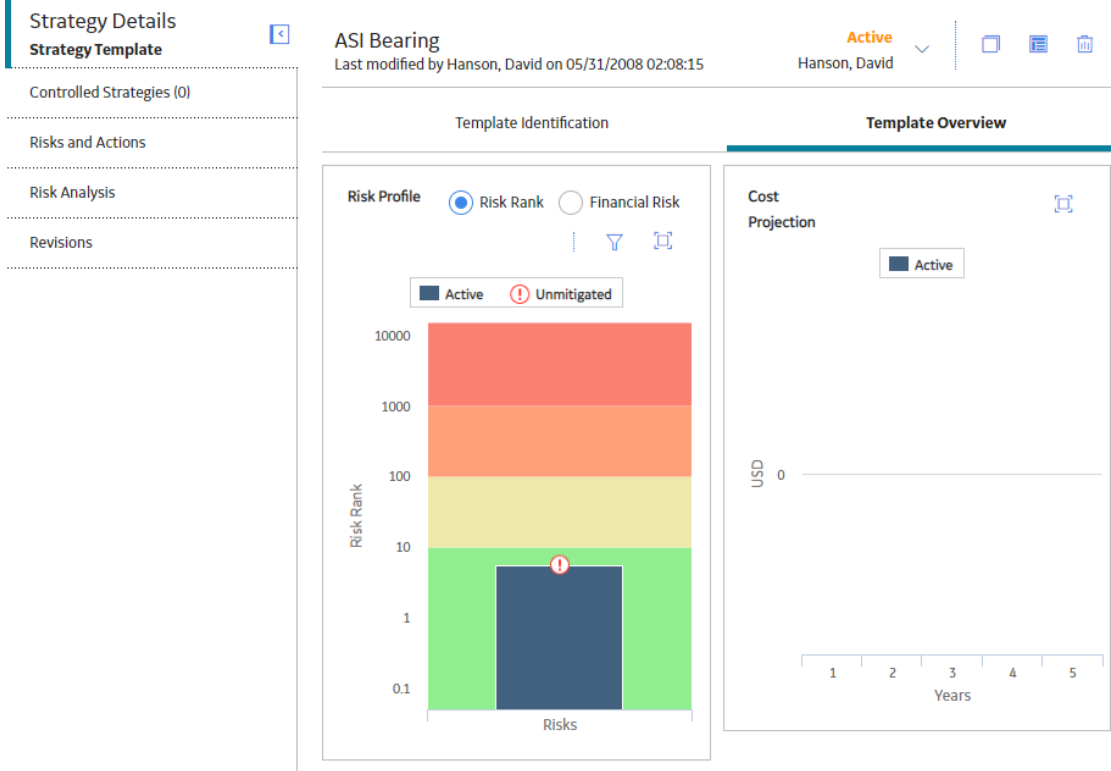 Strategy Details
Strategy Template
Controlled Strategies (0)
Risks and Actions
Risk Analysis
Revisions
ASI Bearing
Last modified by Hanson, David on 05/31/2008 02:08:15
Active
Hanson, David
Template Identification
Template Overview
Risk Profile
Risk Rank
Financial Risk
Active
Unmitigated
10000
1000
100
10
1
0.1
Risk Rank
Risks
Cost
Projection
Active
USD
0
1 2 3 4 5
Years